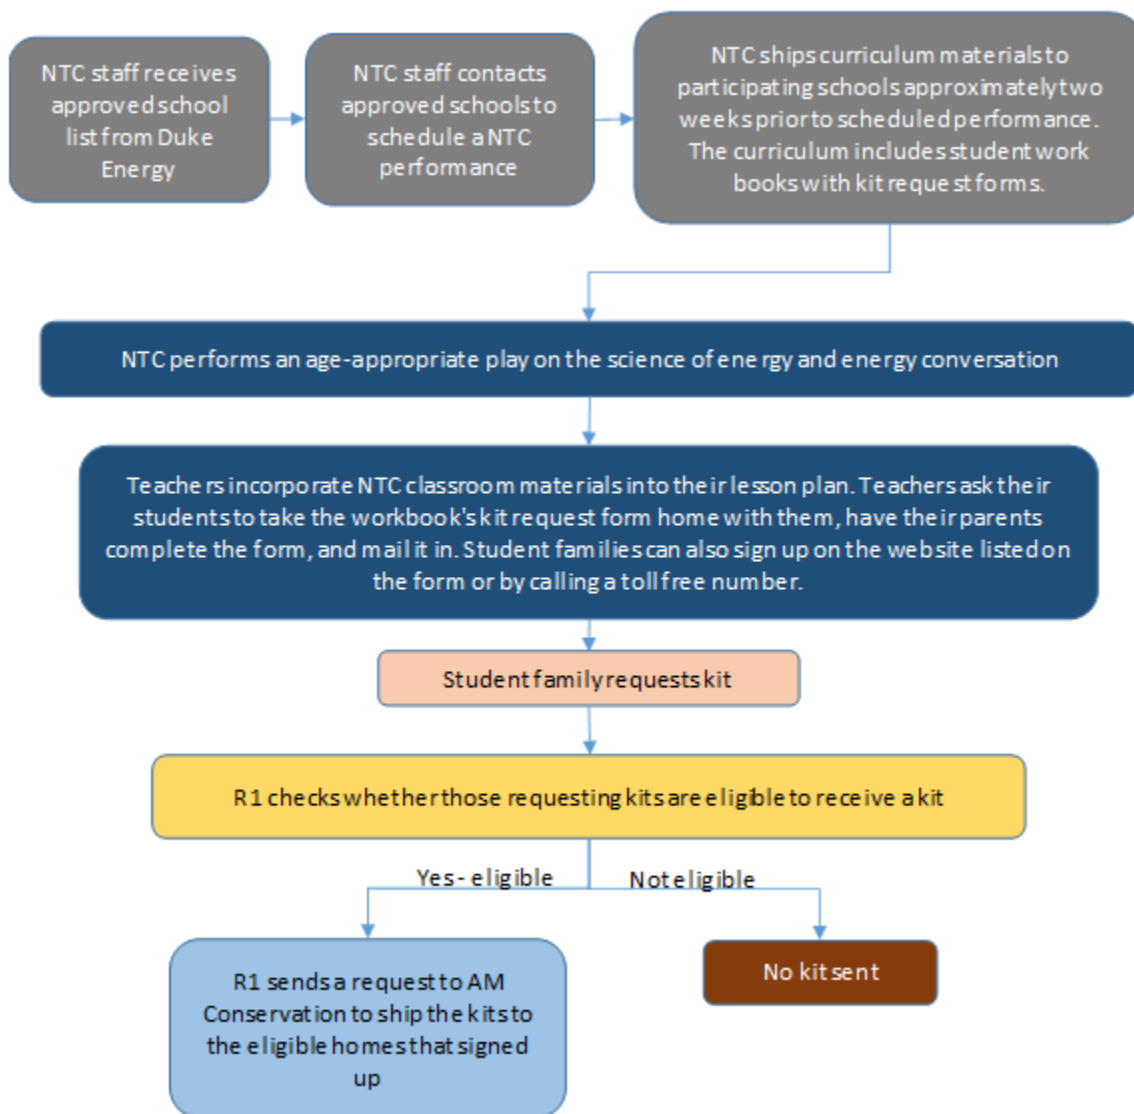 NTC staff receives
approved school
list from Duke
Energy
NTC staff contacts
approved schools to
schedule a NTC
performance
NTC ships curriculum materials to
participating schools approximately two
weeks prior to scheduled performance.
The curriculum includes student work
books with kit request forms.
NTC performs an age-appropriate play on the science of energy and energy conversation
Teachers incorporate NTC classroom materials into their lesson plan. Teachers ask their
students to take the workbook's kit request form home with them, have their parents
complete the form, and mail it in. Student families can also sign up on the website listed on
the form or by calling a toll free number.
Student family requests kit
R1 checks whether those requesting kits are eligible to receive a kit
Yes - eligible
Not eligible
R1 sends a request to AM
Conservation to ship the kits to
the eligible homes that signed
up
No kit sent